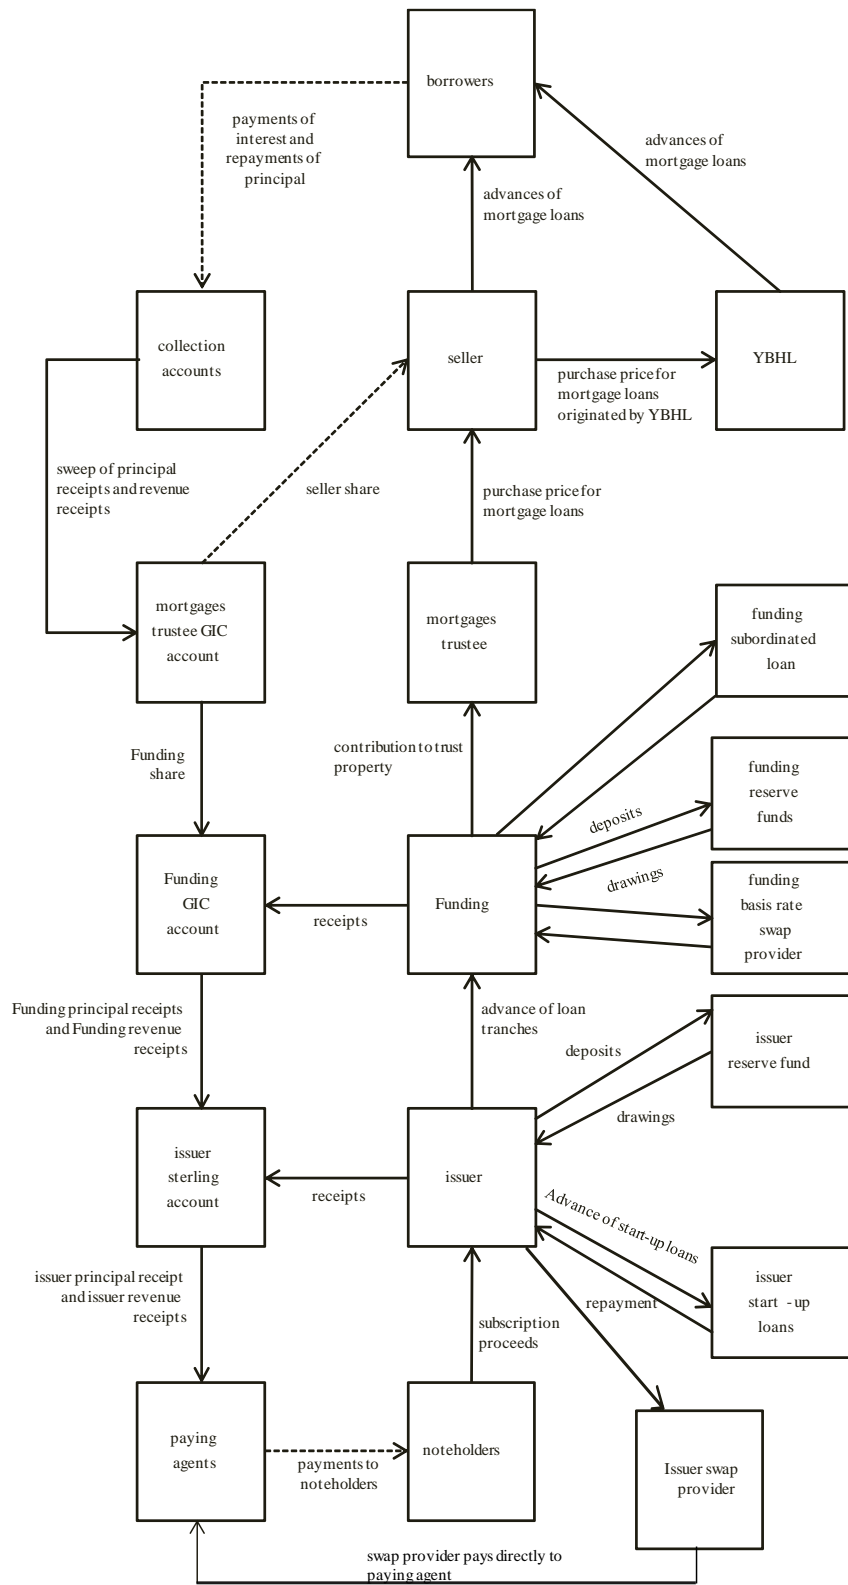 borrowers
payments of
interest and
repayments of
principal
advances of
mortgage loans
advances of
mortgage loans
collection
accounts
seller
YBHL
purchase price for
mortgage loans
originated by YBHL
sweep of principal
receipts and revenue
receipts
seller share
purchase price for
mortgage loans
mortgages
trustee GIC
account
mortgages
trustee
funding
subordinated
loan
Funding
share
contribution to trust
property
funding
reserve
funds
deposits
drawings
Funding
GIC
account
receipts
Funding
funding
basis rate
swap
provider
Funding principal receipts
and Funding revenue
receipts
advance of loan
tranches
deposits
issuer
reserve fund
drawings
issuer
sterling
account
receipts
issuer
Advance of start-up loans
issuer principal receipt
and issuer revenue
receipts
subscription
proceeds
repayment
issuer
start -up
loans
paying
agents
payments to
noteholders
noteholders
Issuer swap
provider
swap provider pays directly to
paying agent